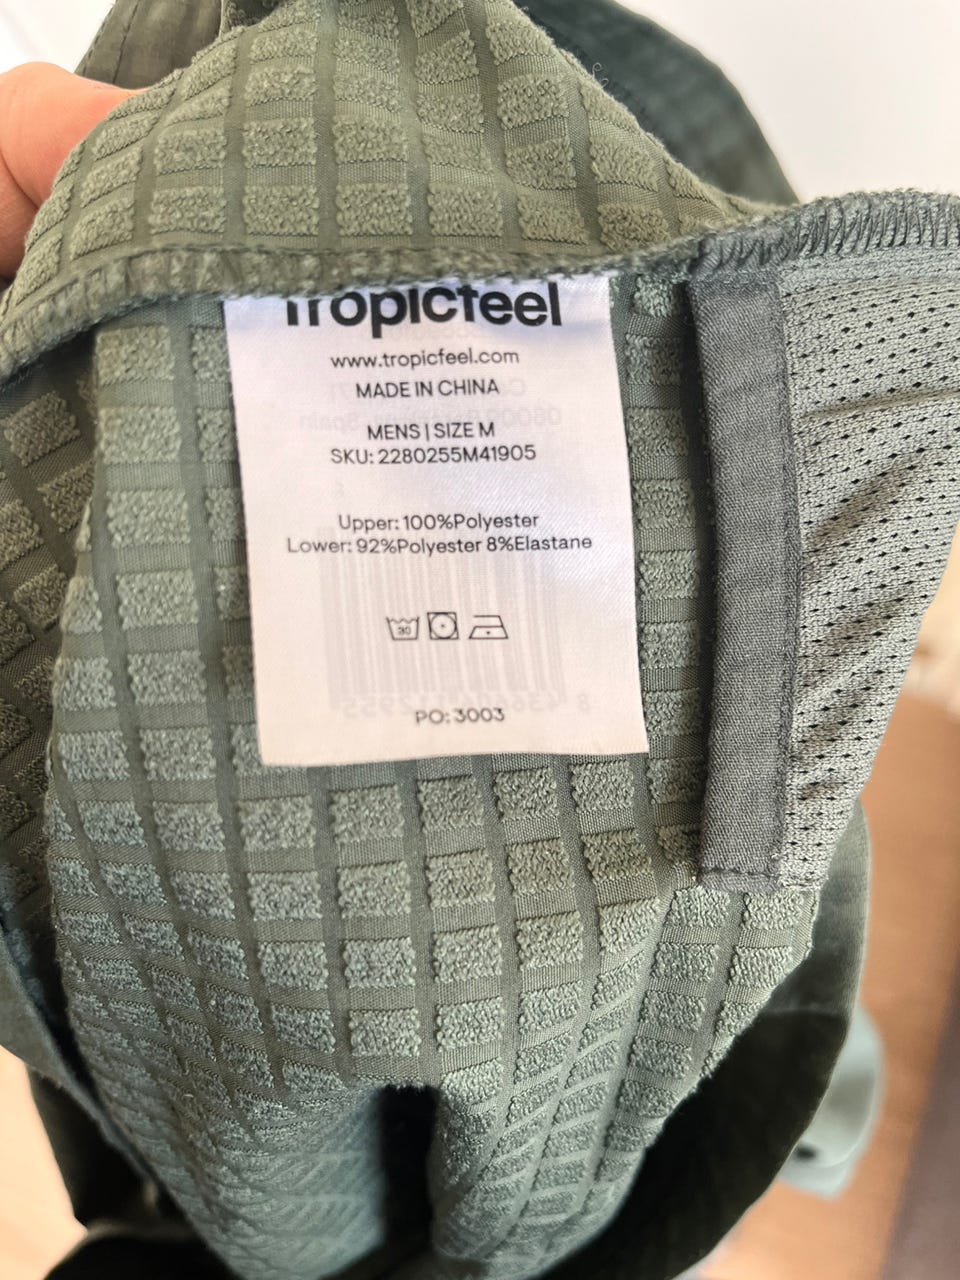 Tropicfeel
www.tropicfeel.com
MADE IN CHINA
MENS | SIZE M
SKU: 2280255M41905
Upper: 100%Polyester
Lower: 92%Polyester 8%Elastane
30
PO: 3003